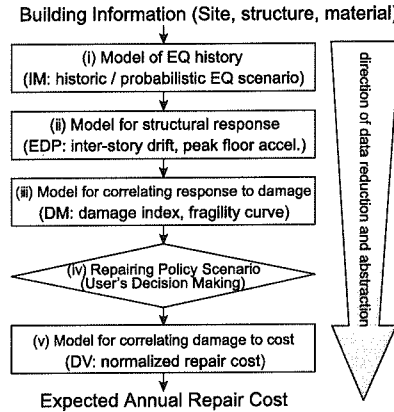 Building Information (Site, structure, material)
(i) Model of EQ history
(IM: historic / probabilistic EQ scenario)
(ii) Model for structural response
(EDP: inter-story drift, peak floor accel.)
(iii) Model for correlating response to damage
(DM: damage index, fragility curve)
(iv) Repairing Policy Scenario
(User's Decision Making)
(v) Model for correlating damage to cost
(DV: normalized repair cost)
Expected Annual Repair Cost
direction of data reduction and abstraction